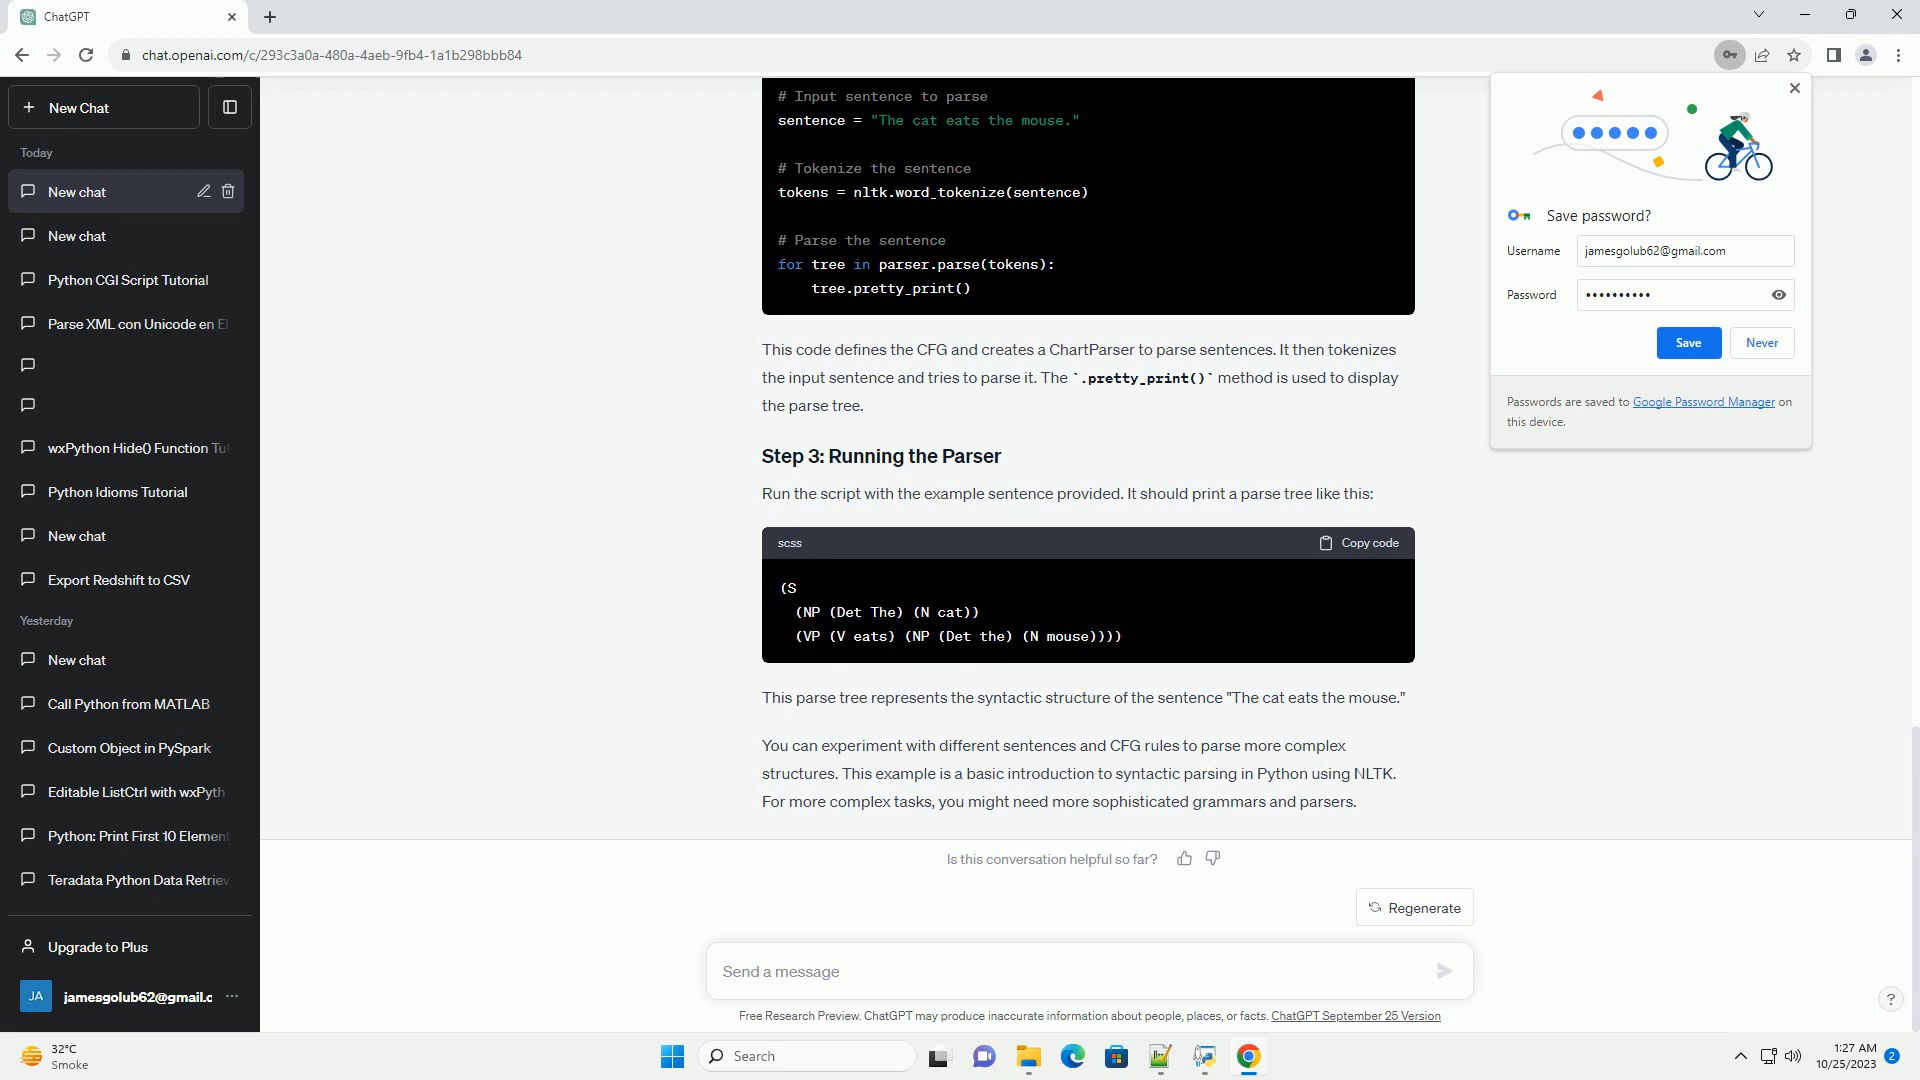 ChatGPT
chat.openai.com/c/293c3a0a-480a-4aeb-9fb4-1a1b298bbb84
New Chat
Today
New chat
New chat
Python CGI Script Tutorial
Parse XML con Unicode en El
wxPython Hide() Function Tut
Python Idioms Tutorial
New chat
Export Redshift to CSV
Yesterday
New chat
Call Python from MATLAB
Custom Object in PySpark
Editable ListCtrl with wxPyth
Python: Print First 10 Element
Teradata Python Data Retriev
Upgrade to Plus
JA
jamesgolub62@gmail.c
# Input sentence to parse
sentence = "The cat eats the mouse."
# Tokenize the sentence
tokens = nltk.word_tokenize(sentence)
# Parse the sentence
for tree in parser.parse(tokens):
tree.pretty_print()
This code defines the CFG and creates a ChartParser to parse sentences. It then tokenizes
the input sentence and tries to parse it. The `.pretty_print()` method is used to display
the parse tree.
Step 3: Running the Parser
Run the script with the example sentence provided. It should print a parse tree like this:
scss
Copy code
(S
(NP (Det The) (N cat))
(VP (V eats) (NP (Det the) (N mouse))))
This parse tree represents the syntactic structure of the sentence "The cat eats the mouse."
You can experiment with different sentences and CFG rules to parse more complex
structures. This example is a basic introduction to syntactic parsing in Python using NLTK.
For more complex tasks, you might need more sophisticated grammars and parsers.
Is this conversation helpful so far?
Regenerate
Send a message
Free Research Preview. ChatGPT may produce inaccurate information about people, places, or facts. ChatGPT September 25 Version
?
Save password?
Username
jamesgolub62@gmail.com
Password
••••••••••
Save
Never
Passwords are saved to Google Password Manager on
this device.
32°C
Smoke
Search
1:27 AM
10/25/2023
2